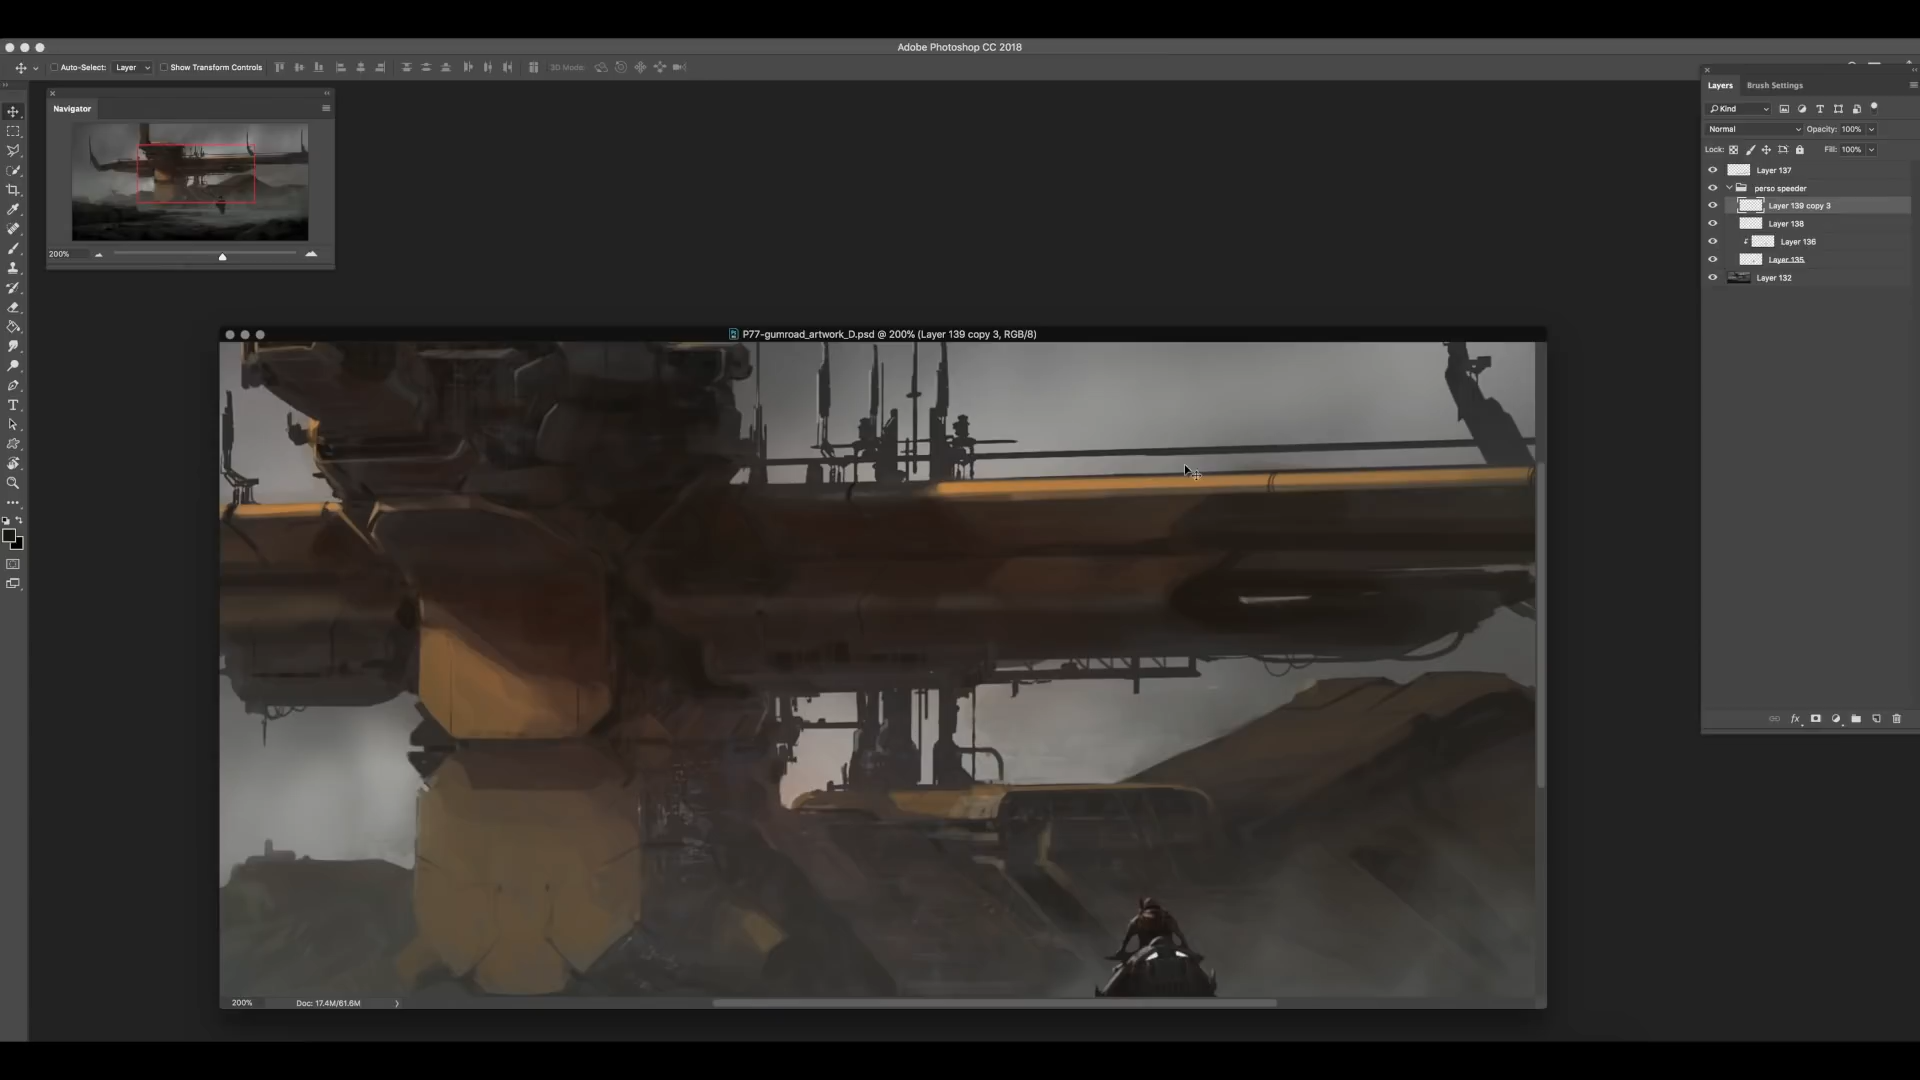 Adobe Photoshop CC 2018
Auto-Select: Layer Show Transform Controls 3D Mode:
Navigator
200%
Layers Brush Settings
Kind
Normal Opacity: 100%
Lock: Fill: 100%
Layer 137
perso speeder
Layer 139 copy 3
Layer 138
Layer 136
Layer 135
Layer 132
fx
P77-gumroad_artwork_D.psd @ 200% (Layer 139 copy 3, RGB/8)
200% Doc: 17.4M/61.6M